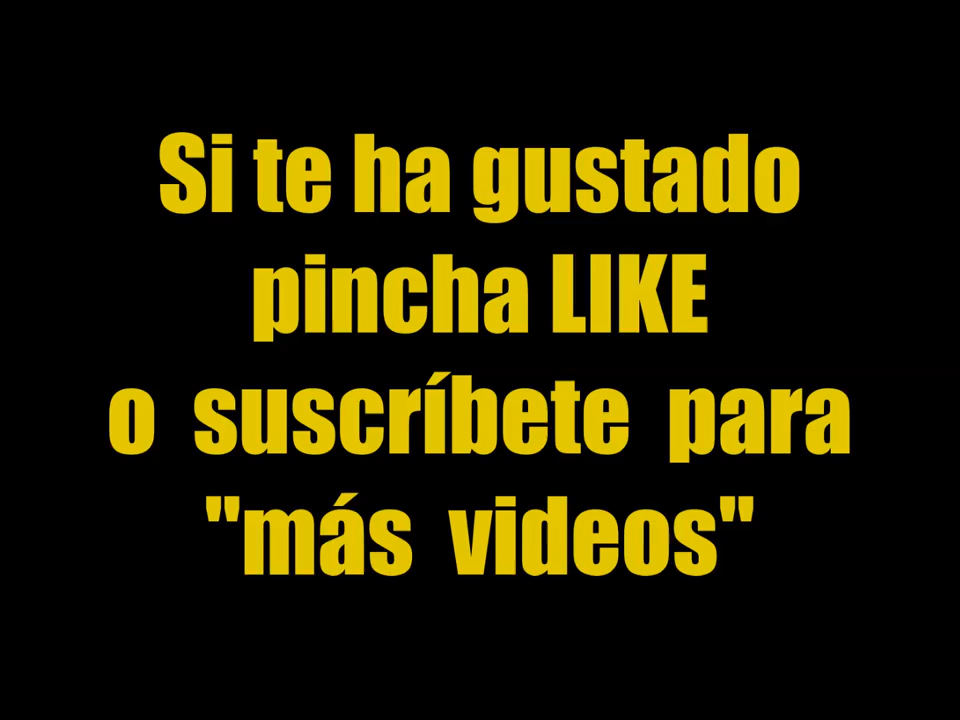 Si te ha gustado
pincha LIKE
o suscríbete para
"más videos"